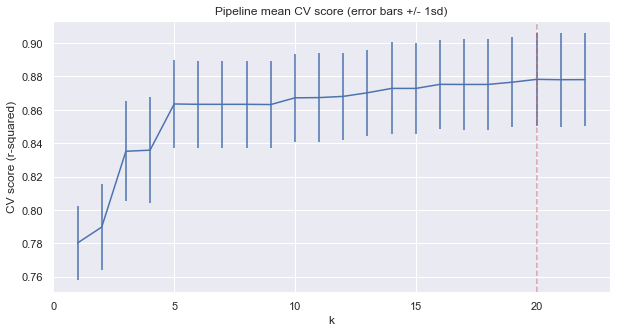 Pipeline mean CV score (error bars +/- 1sd)
CV score (r-squared)
0.90
0.88
0.86
0.84
0.82
0.80
0.78
0.76
0 5 10 15 20
k